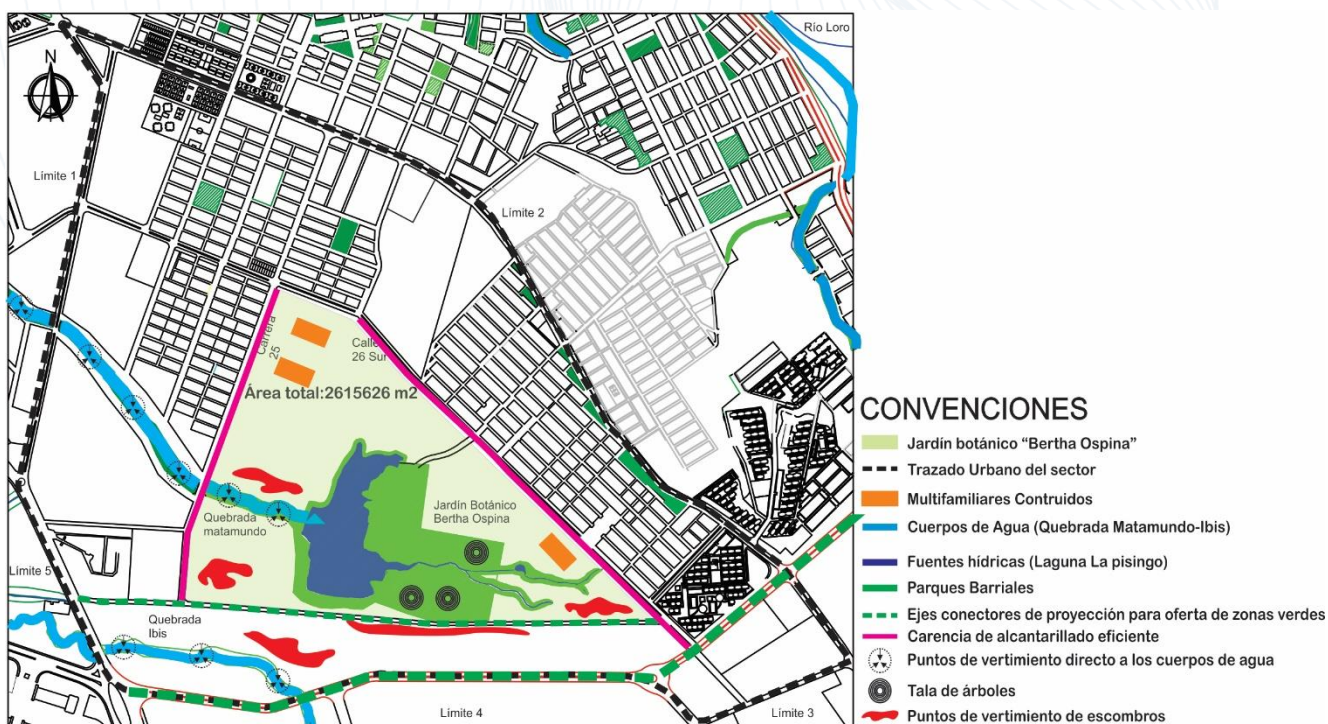 Río Loro
N
Límite 1
Límite 2
Carrera
25
Calle
26 Sur
Área total:2615626 m2
Quebrada
matamundo
Jardín Botánico
Bertha Ospina
Límite 5
Quebrada
Ibis
Límite 4
Límite 3
CONVENCIONES
Jardín botánico “Bertha Ospina”
Trazado Urbano del sector
Multifamiliares Contruidos
Cuerpos de Agua (Quebrada Matamundo-Ibis)
Fuentes hídricas (Laguna La pisingo)
Parques Barriales
Ejes conectores de proyección para oferta de zonas verdes
Carencia de alcantarillado eficiente
Puntos de vertimiento directo a los cuerpos de agua
Tala de árboles
Puntos de vertimiento de escombros